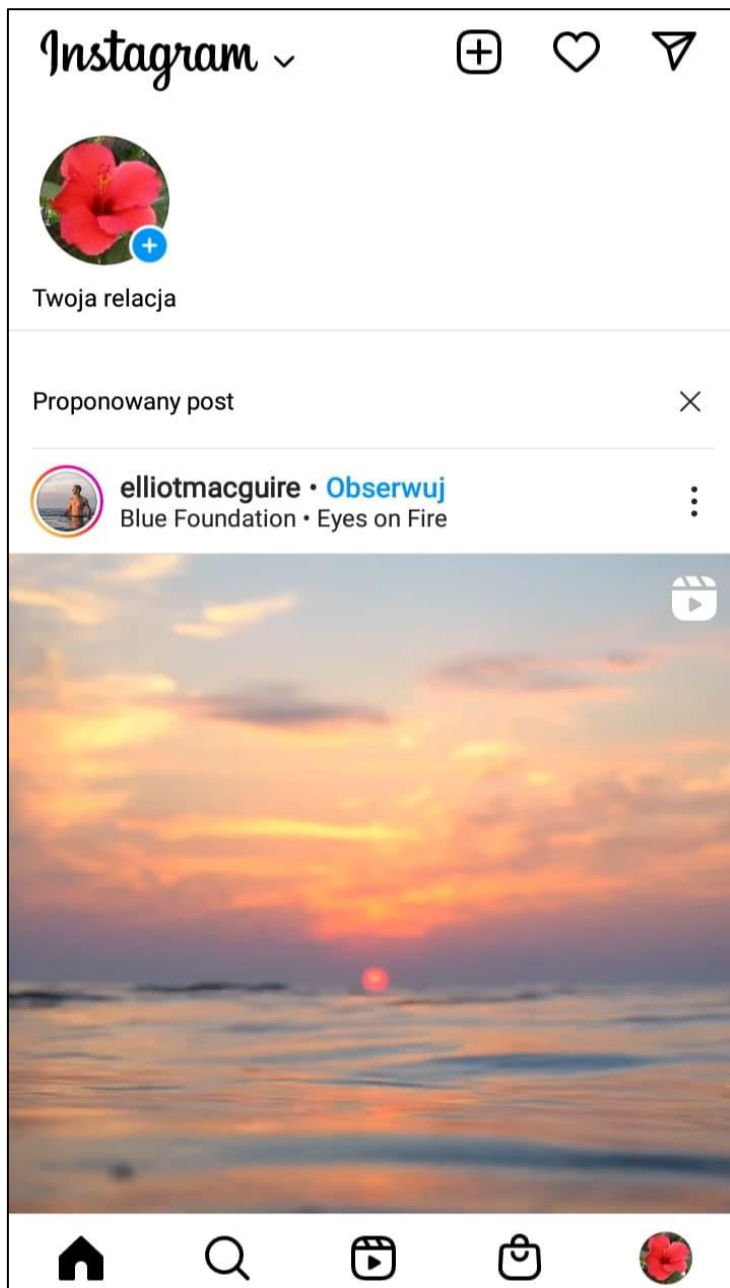 Instagram
Twoja relacja
Proponowany post
elliotmacguire • Obserwuj
Blue Foundation • Eyes on Fire